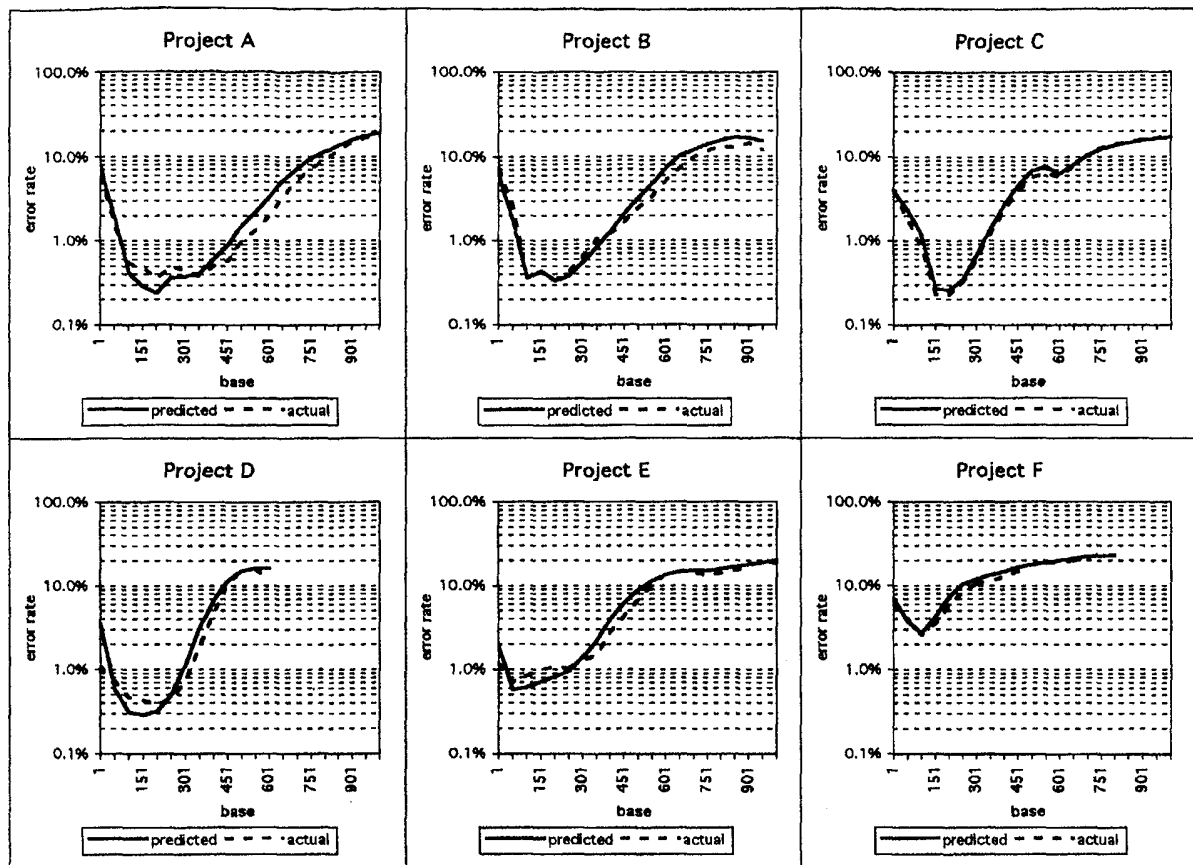 Project A
100.0%
10.0%
1.0%
0.1%
error rate
1 151 301 451 601 751 901
base
predicted actual
Project B
100.0%
10.0%
1.0%
0.1%
error rate
1 151 301 451 601 751 901
base
predicted actual
Project C
100.0%
10.0%
1.0%
0.1%
error rate
1 151 301 451 601 751 901
base
predicted actual
Project D
100.0%
10.0%
1.0%
0.1%
error rate
1 151 301 451 601 751 901
base
predicted actual
Project E
100.0%
10.0%
1.0%
0.1%
error rate
1 151 301 451 601 751 901
base
predicted actual
Project F
100.0%
10.0%
1.0%
0.1%
error rate
1 151 301 451 601 751 901
base
predicted actual